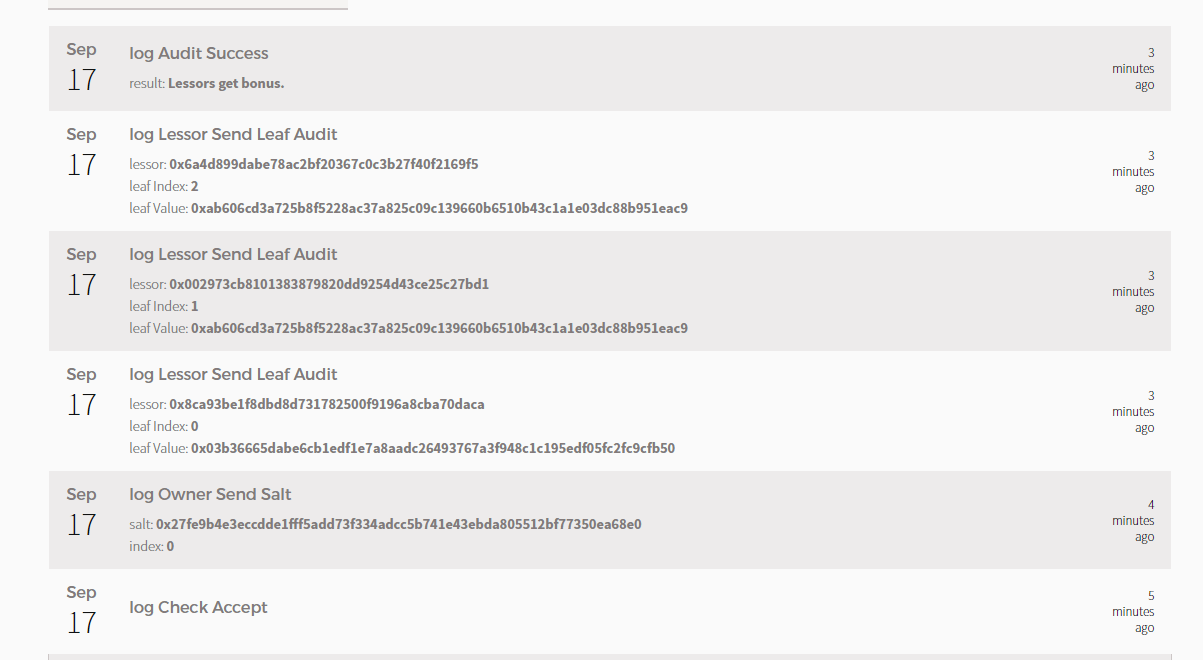 Sep
17
log Audit Success
result: Lessors get bonus.
3
minutes
ago
Sep
17
log Lessor Send Leaf Audit
lessor: 0x6a4d899dabe78ac2bf20367c0c3b27f40f2169f5
leaf Index: 2
leaf Value: 0xab606cd3a725b8f5228ac37a825c09c139660b6510b43c1a1e03dc88b951eac9
3
minutes
ago
Sep
17
log Lessor Send Leaf Audit
lessor: 0x002973cb8101383879820dd9254d43ce25c27bd1
leaf Index: 1
leaf Value: 0xab606cd3a725b8f5228ac37a825c09c139660b6510b43c1a1e03dc88b951eac9
3
minutes
ago
Sep
17
log Lessor Send Leaf Audit
lessor: 0x8ca93be1f8dbd8d731782500f9196a8cba70daca
leaf Index: 0
leaf Value: 0x03b36665dabe6cb1edf1e7a8aadc26493767a3f948c1c195edf05fc2fc9cfb50
3
minutes
ago
Sep
17
log Owner Send Salt
salt: 0x27fe9b4e3eccdde1fff5add73f334adcc5b741e43ebda805512bf77350ea68e0
index: 0
4
minutes
ago
Sep
17
log Check Accept
5
minutes
ago